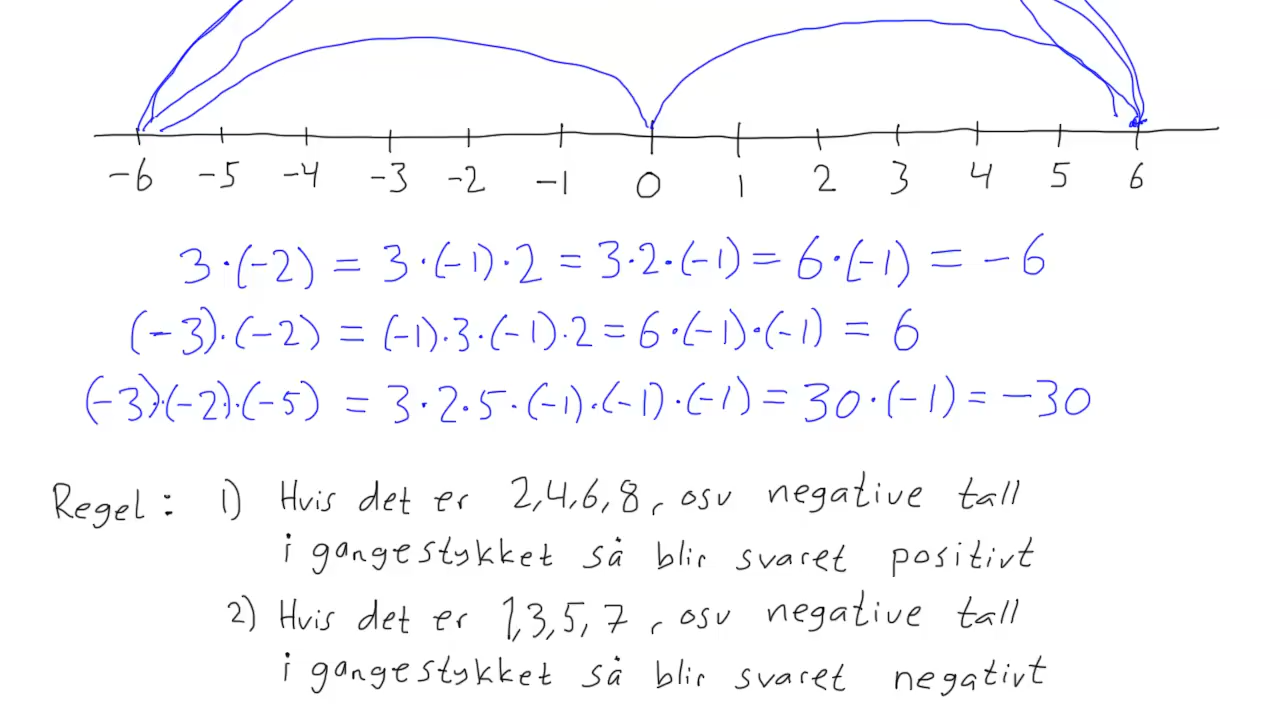 -6 -5 -4 -3 -2 -1 0 1 2 3 4 5 6
3·(-2) = 3·(-1)·2 = 3·2·(-1) = 6·(-1) = -6
(-3)·(-2) = (-1)·3·(-1)·2 = 6·(-1)·(-1) = 6
(-3)·(-2)·(-5) = 3·2·5·(-1)·(-1)·(-1) = 30·(-1) = -30
Regel: 1) Hvis det er 2,4,6,8, osv negative tall
i gangestykket så blir svaret positivt
2) Hvis det er 1,3,5,7, osv negative tall
i gangestykket så blir svaret negativt